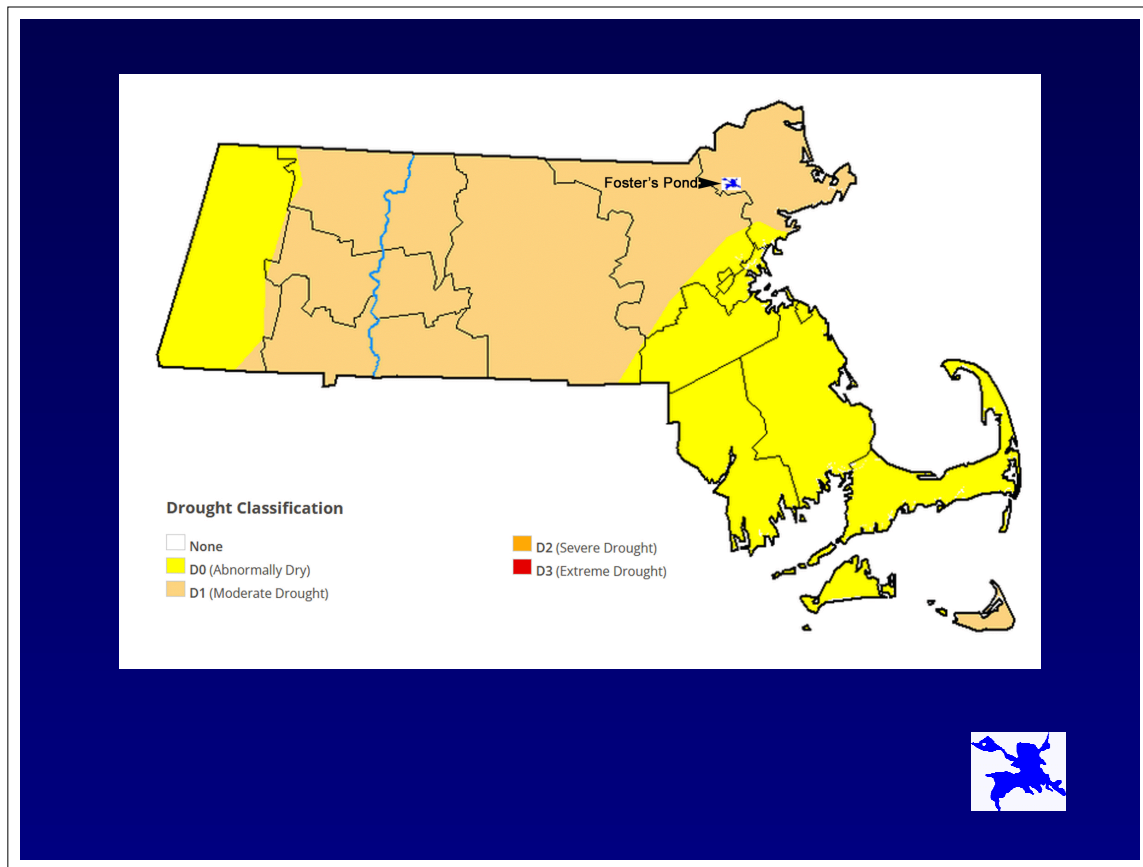 Foster's Pond
Drought Classification
None
D0 (Abnormally Dry)
D1 (Moderate Drought)
D2 (Severe Drought)
D3 (Extreme Drought)